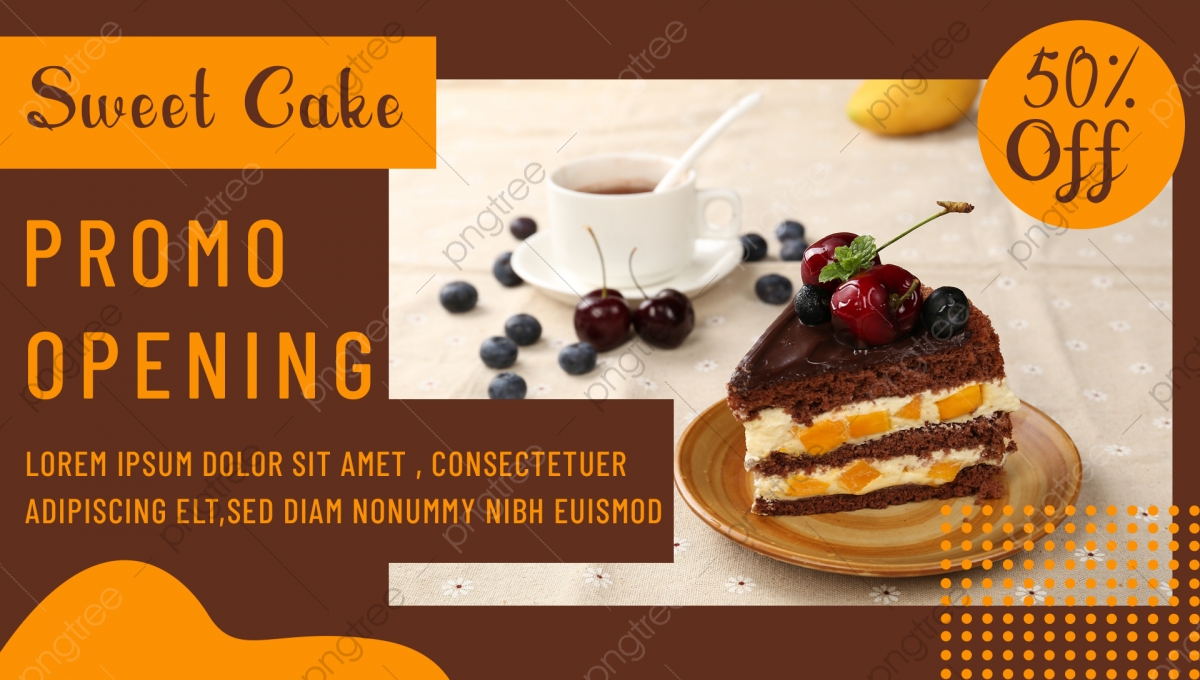 Sweet Cake
50%
Off
PROMO
OPENING
LOREM IPSUM DOLOR SIT AMET , CONSECTETUER
ADIPISCING ELT,SED DIAM NONUMMY NIBH EUISMOD
pngtree